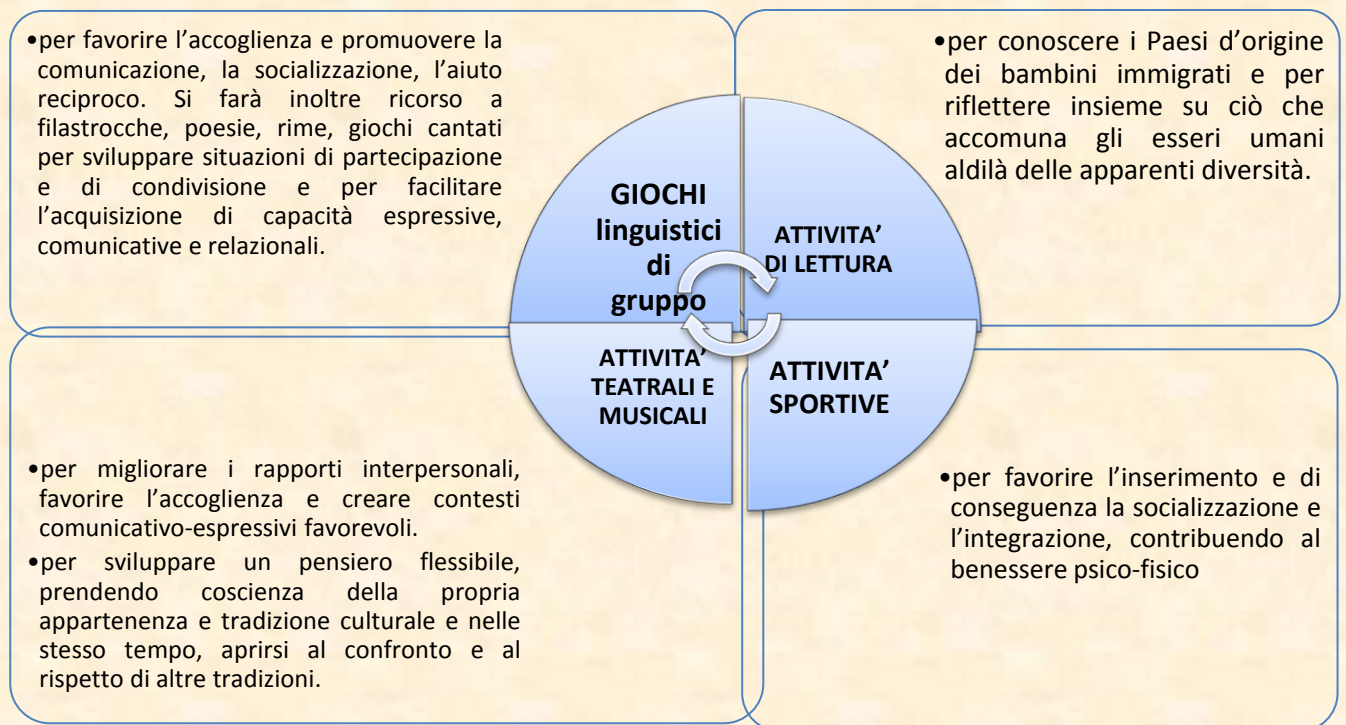 •per favorire l’accoglienza e promuovere la
comunicazione, la socializzazione, l’aiuto
reciproco. Si farà inoltre ricorso a
filastrocche, poesie, rime, giochi cantati
per sviluppare situazioni di partecipazione
e di condivisione e per facilitare
l’acquisizione di capacità espressive,
comunicative e relazionali.
•per conoscere i Paesi d’origine
dei bambini immigrati e per
riflettere insieme su ciò che
accomuna gli esseri umani
aldilà delle apparenti diversità.
GIOCHI
linguistici
di
gruppo
ATTIVITA’
DI LETTURA
ATTIVITA’
TEATRALI E
MUSICALI
ATTIVITA’
SPORTIVE
•per migliorare i rapporti interpersonali,
favorire l’accoglienza e creare contesti
comunicativo-espressivi favorevoli.
•per sviluppare un pensiero flessibile,
prendendo coscienza della propria
appartenenza e tradizione culturale e nelle
stesso tempo, aprirsi al confronto e al
rispetto di altre tradizioni.
•per favorire l’inserimento e di
conseguenza la socializzazione e
l’integrazione, contribuendo al
benessere psico-fisico